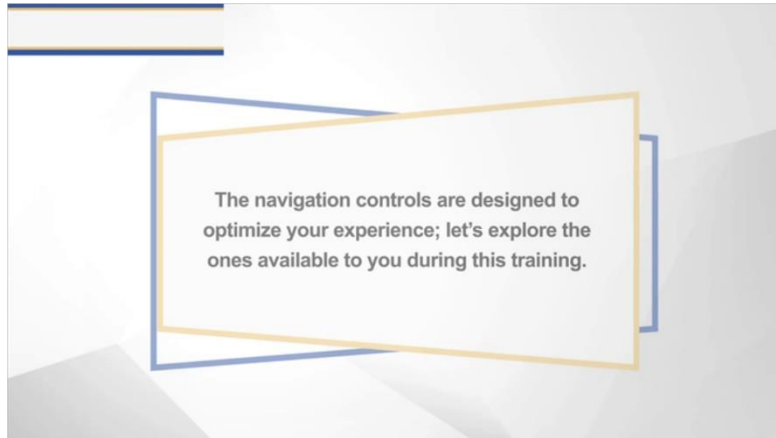 The navigation controls are designed to
optimize your experience; let’s explore the
ones available to you during this training.